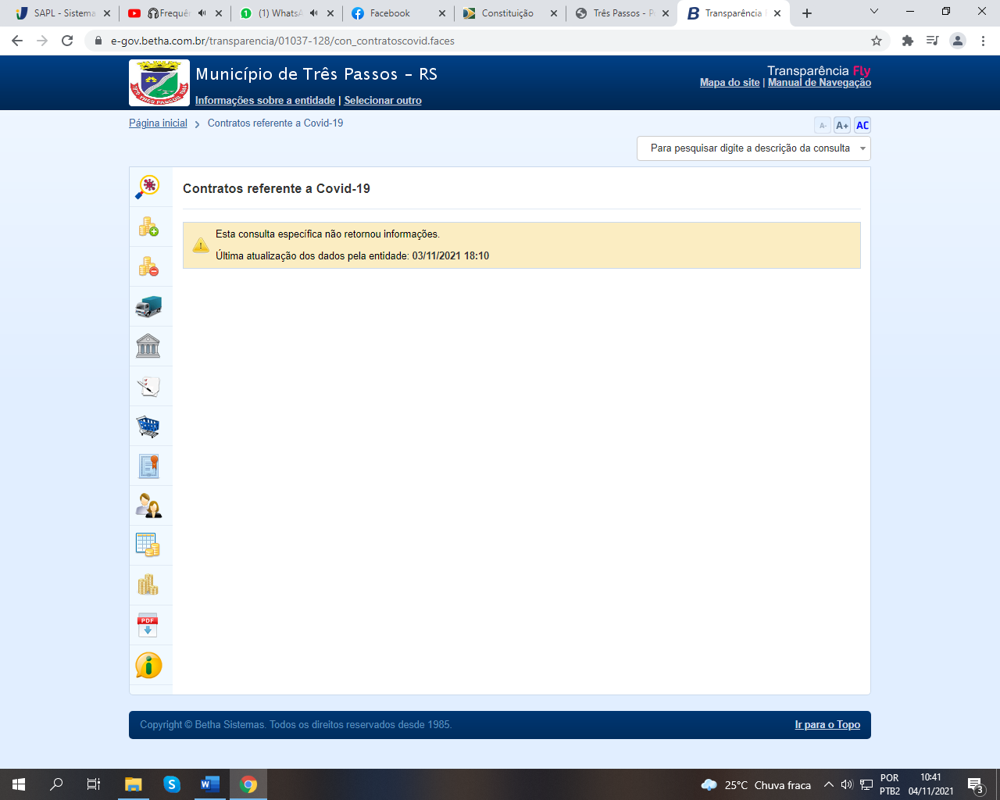 SAPL - Sistema
Frequên
(1) WhatsA
Facebook
Constituição
Três Passos - P
Transparência
e-gov.betha.com.br/transparencia/01037-128/con_contratoscovid.faces
Município de Três Passos - RS
Informações sobre a entidade | Selecionar outro
Transparência Fly
Mapa do site | Manual de Navegação
Página inicial > Contratos referente a Covid-19
A- A+ AC
Para pesquisar digite a descrição da consulta
Contratos referente a Covid-19
Esta consulta específica não retornou informações.
Última atualização dos dados pela entidade: 03/11/2021 18:10
PDF
Copyright © Betha Sistemas. Todos os direitos reservados desde 1985.
Ir para o Topo
25°C Chuva fraca
POR
PTB2
10:41
04/11/2021
3